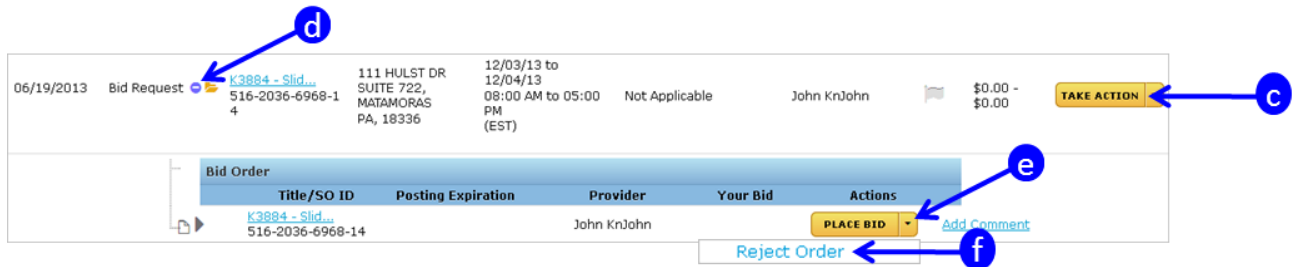 d
06/19/2013 Bid Request K3884 - Slid...
516-2036-6968-1
4
111 HULST DR
SUITE 722,
MATAMORAS
PA, 18336
12/03/13 to
12/04/13
08:00 AM to 05:00
PM
(EST)
Not Applicable
John KnJohn
$0.00 -
$0.00
TAKE ACTION
c
Bid Order
Title/SO ID Posting Expiration Provider Your Bid Actions
e
K3884 - Slid...
516-2036-6968-14
John KnJohn
PLACE BID
Add Comment
Reject Order
f